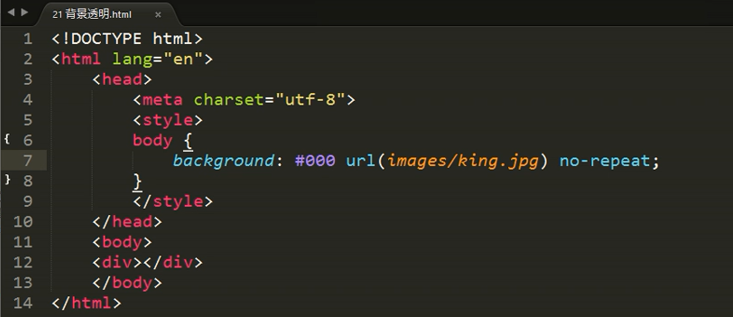 21 背景透明.html ×
1 <!DOCTYPE html>
2 <html lang="en">
3 <head>
4 <meta charset="utf-8">
5 <style>
6 body {
7 background: #000 url(images/king.jpg) no-repeat;
8 }
9 </style>
10 </head>
11 <body>
12 <div></div>
13 </body>
14 </html>